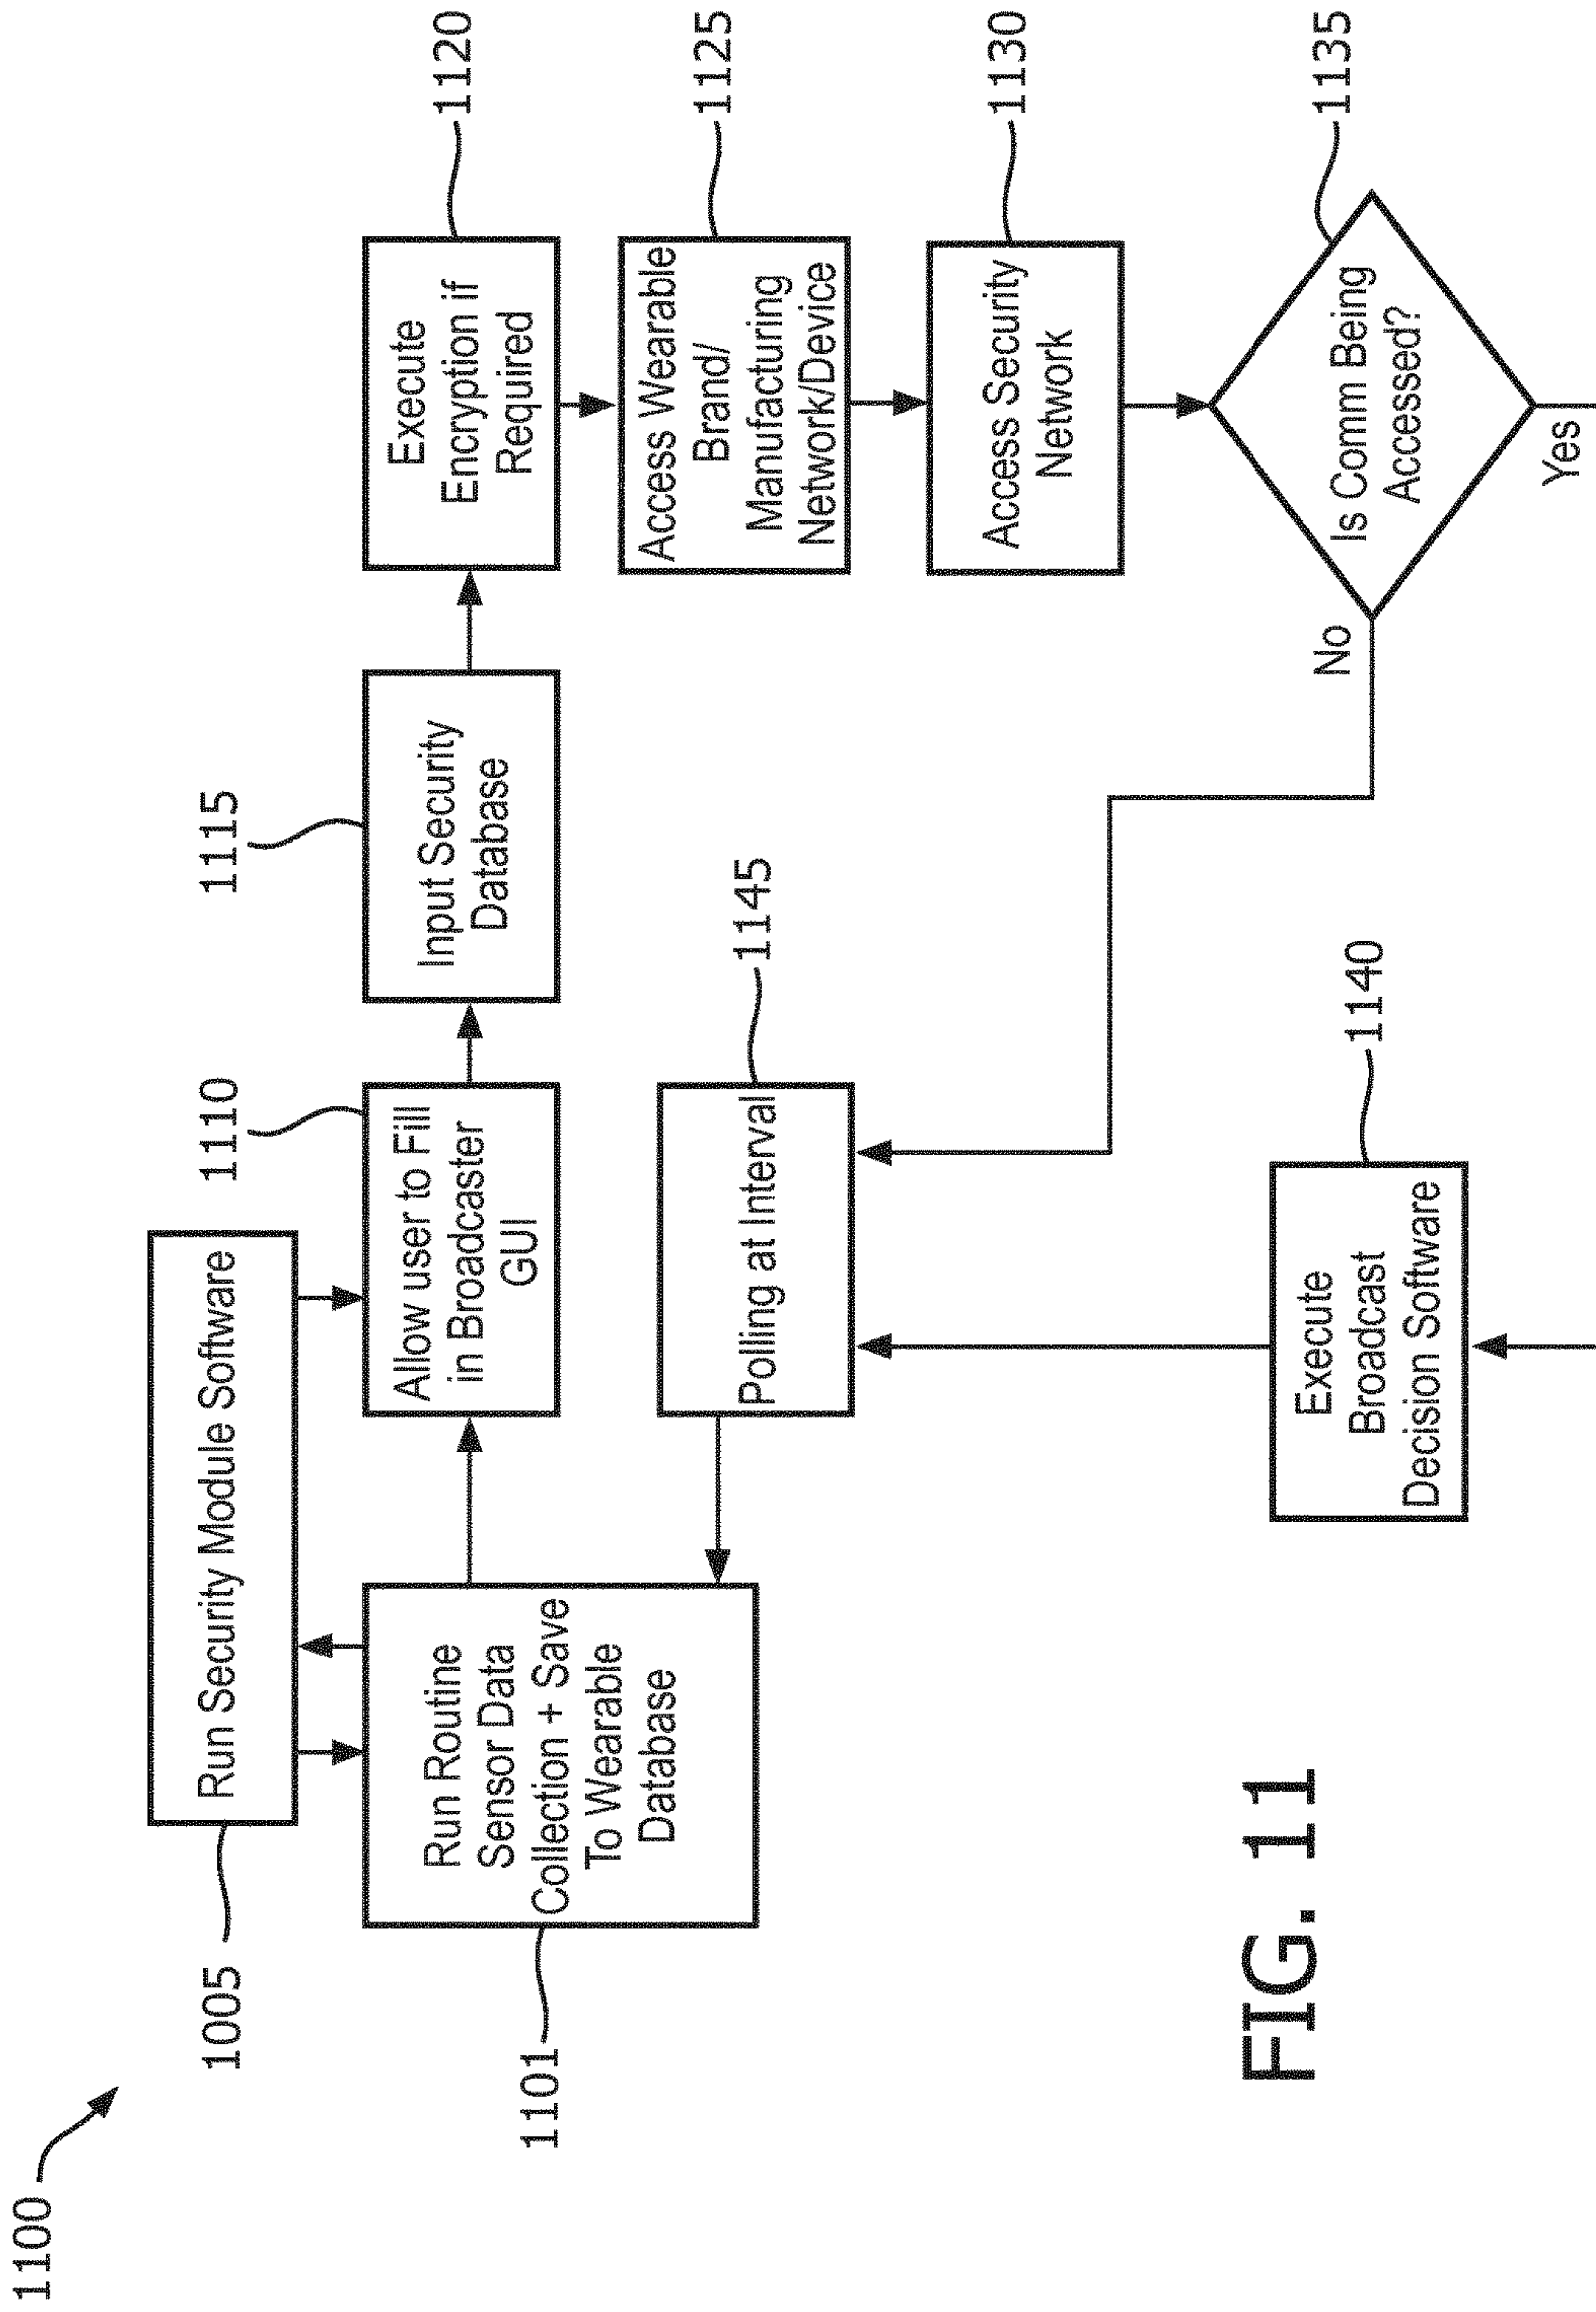 1100
1005
Run Security Module Software
1101
Run Routine
Sensor Data
Collection + Save
To Wearable
Database
1110
Allow user to Fill
in Broadcaster
GUI
1115
Input Security
Database
1120
Execute
Encryption if
Required
1125
Access Wearable
Brand/
Manufacturing
Network/Device
1130
Access Security
Network
1135
Is Comm Being
Accessed?
No
Yes
1145
Polling at Interval
1140
Execute
Broadcast
Decision Software
FIG. 11